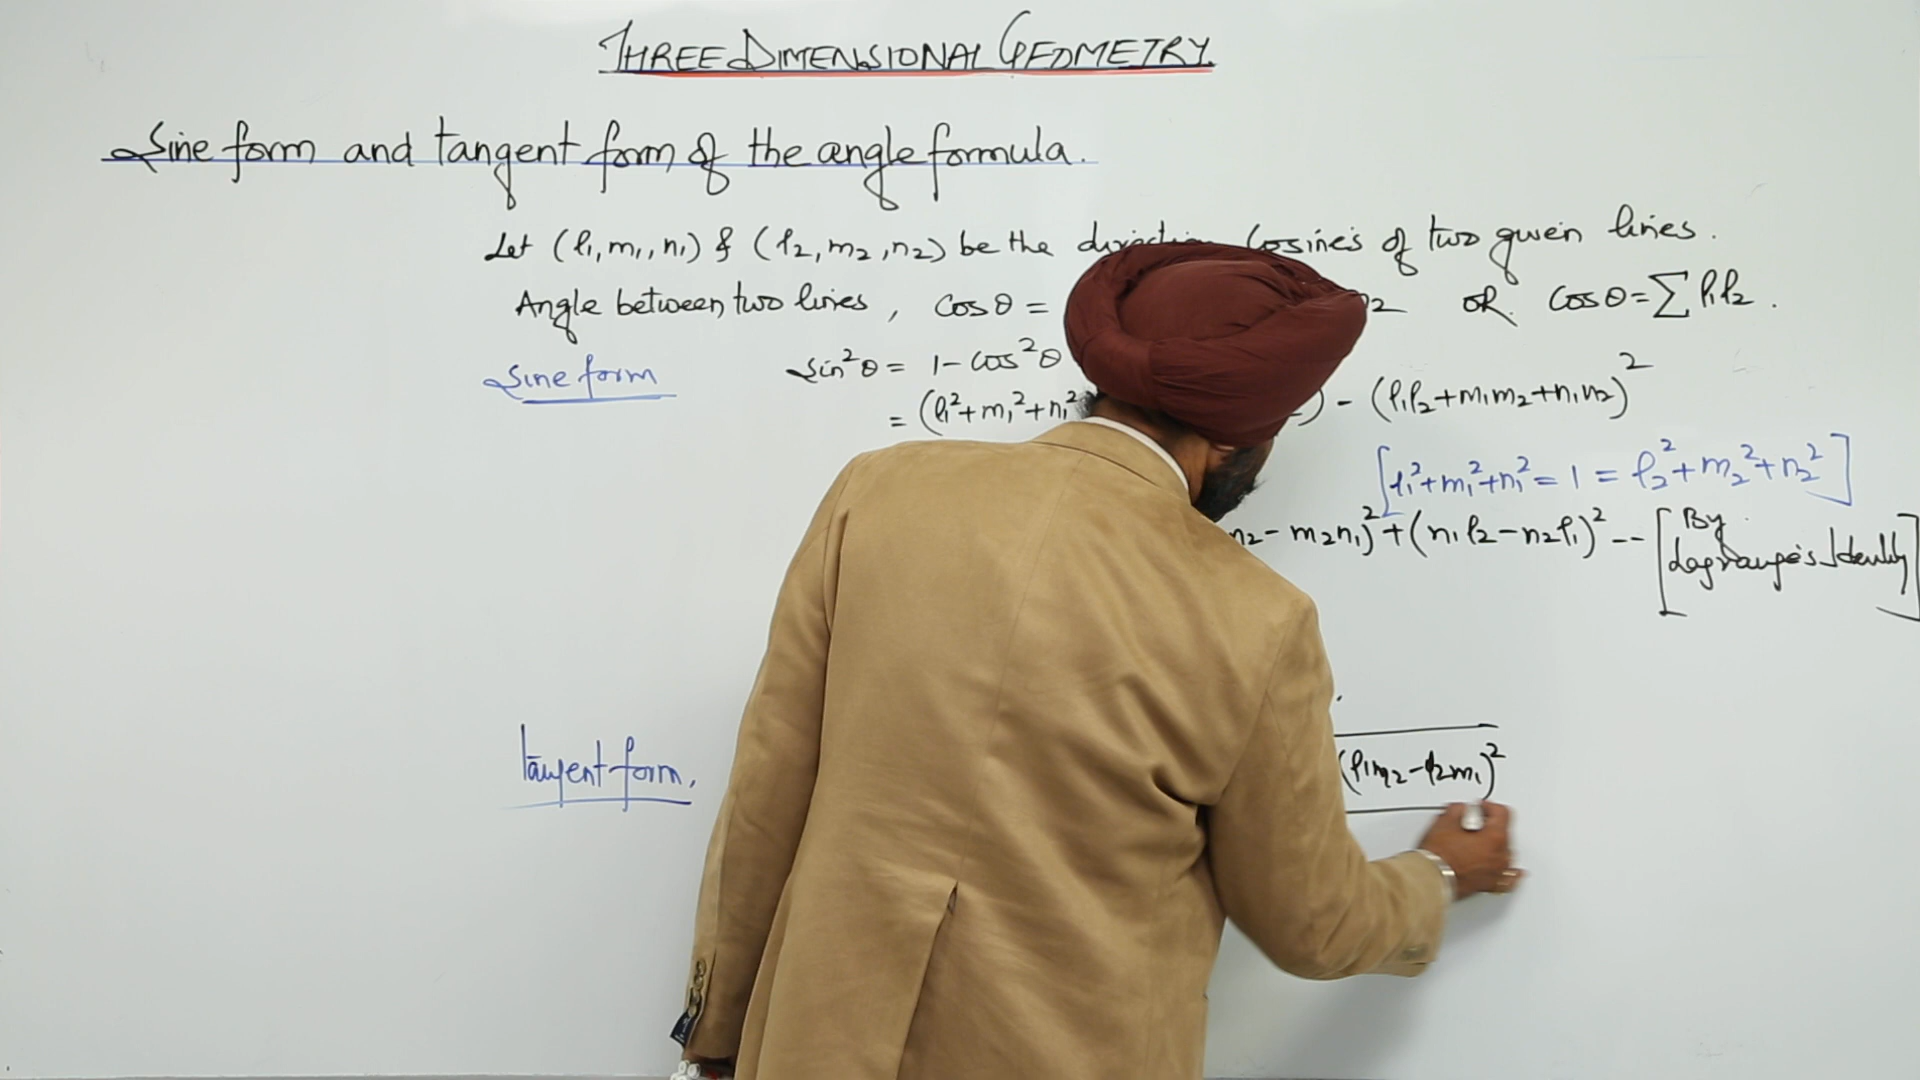 THREE DIMENSIONAL GEOMETRY.
Sine form and tangent form of the angle formula.
Let (l₁, m₁, n₁) & (l₂, m₂, n₂) be the direction Cosines of two given lines.
Angle between two lines, cosθ = n₂ OR. Cosθ = ∑ l₁l₂.
Sine form sin²θ = 1 - cos²θ
= (l₁² + m₁² + n₁² ) - (l₁l₂ + m₁m₂ + n₁n₂)²
[l₁² + m₁² + n₁² = 1 = l₂² + m₂² + n₂²]
n₂ - m₂n₁)² + (n₁l₂ - n₂l₁)² -- [By Lagrange's Identity]
tangent form, (l₁m₂ - l₂m₁)²